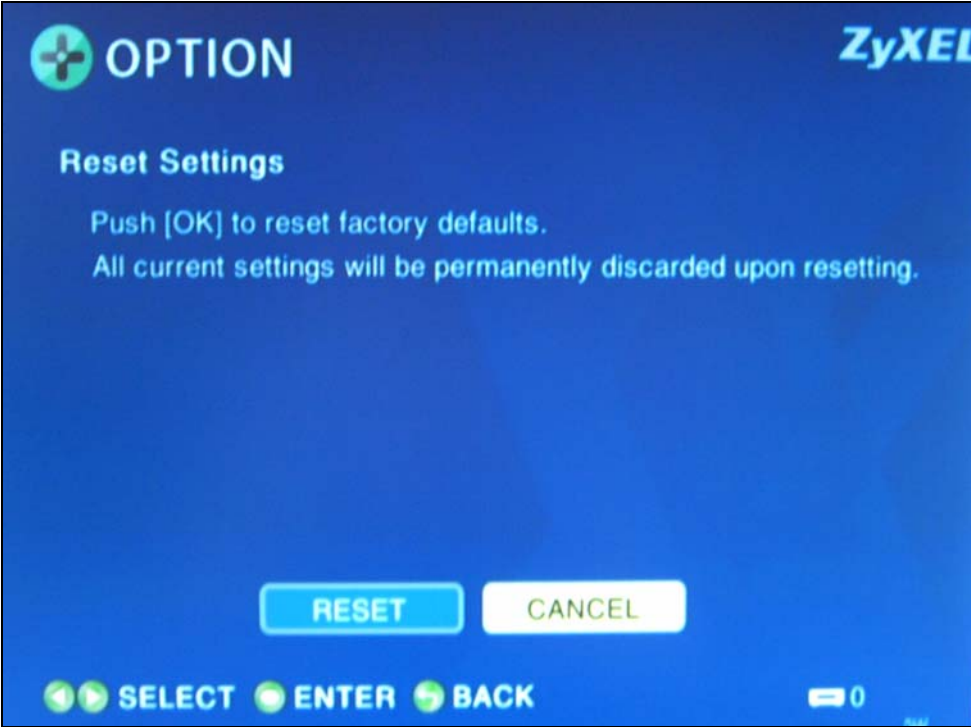 OPTION
ZyXEL
Reset Settings
Push [OK] to reset factory defaults.
All current settings will be permanently discarded upon resetting.
RESET
CANCEL
SELECT ENTER BACK
0